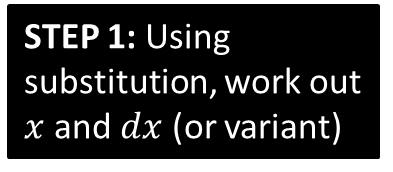 STEP 1: Using
substitution, work out
x and dx (or variant)